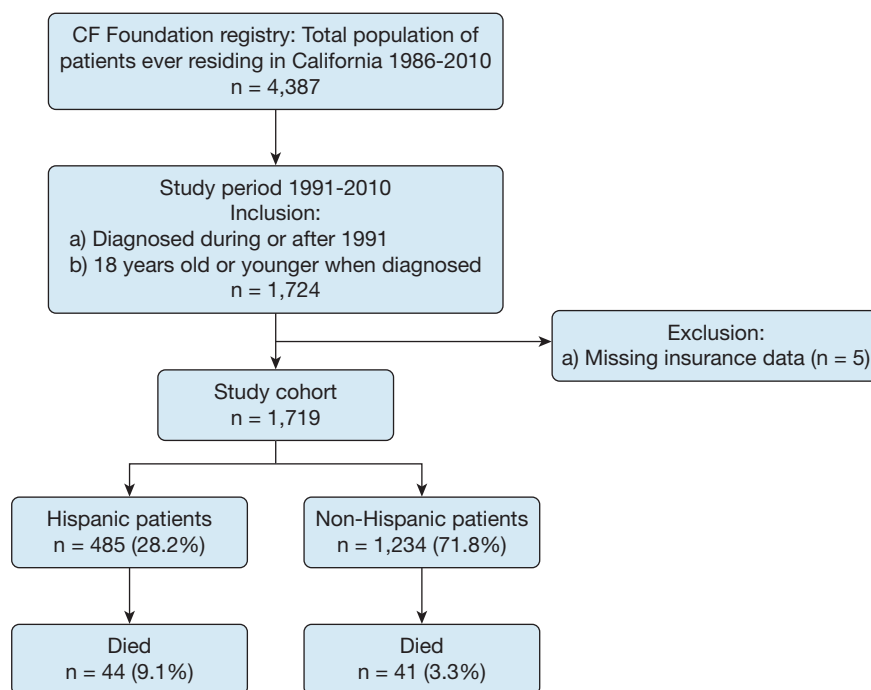 CF Foundation registry: Total population of
patients ever residing in California 1986-2010
n = 4,387
Study period 1991-2010
Inclusion:
a) Diagnosed during or after 1991
b) 18 years old or younger when diagnosed
n = 1,724
Exclusion:
a) Missing insurance data (n = 5)
Study cohort
n = 1,719
Hispanic patients
n = 485 (28.2%)
Non-Hispanic patients
n = 1,234 (71.8%)
Died
n = 44 (9.1%)
Died
n = 41 (3.3%)